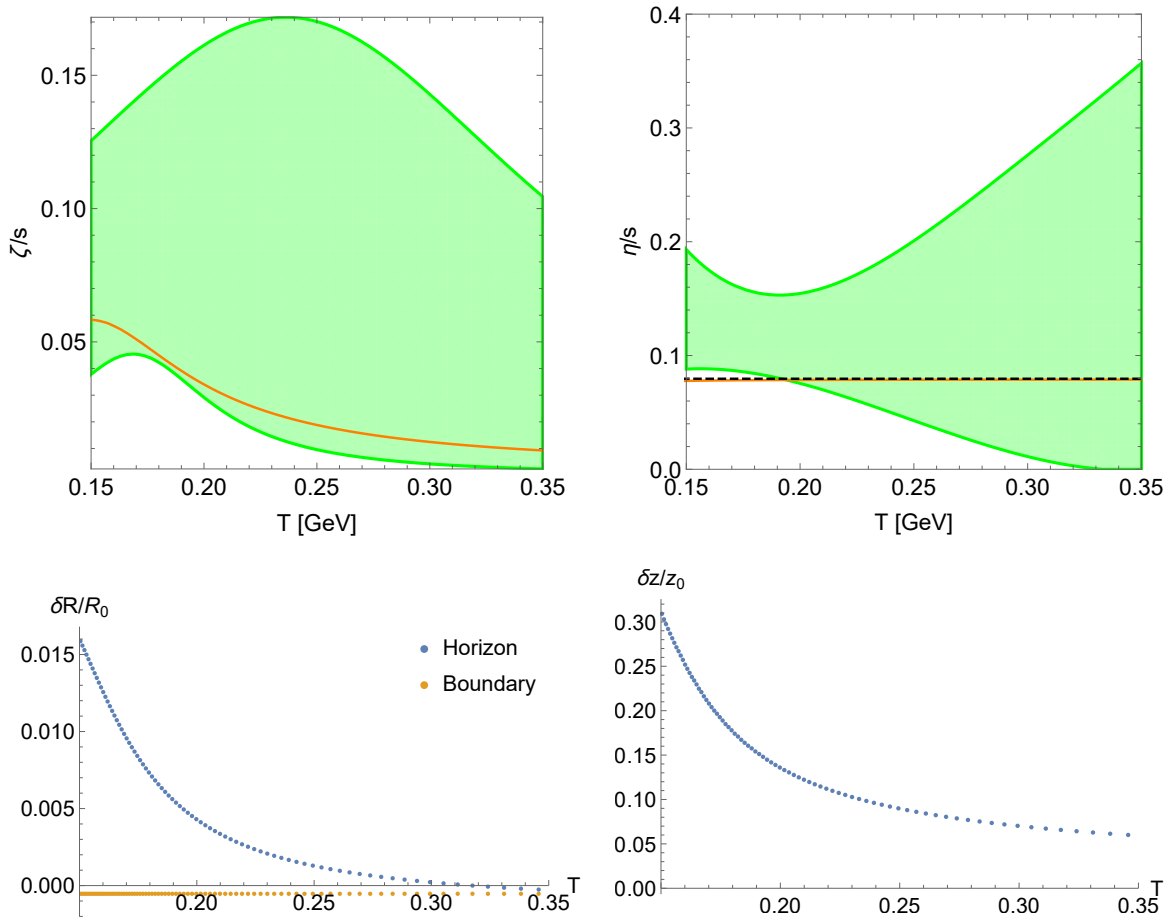 ζ/s
0.15
0.10
0.05
0.15 0.20 0.25 0.30 0.35
T [GeV]
η/s
0.4
0.3
0.2
0.1
0.0
0.15 0.20 0.25 0.30 0.35
T [GeV]
δR/R₀
0.015
0.010
0.005
0.000
0.20 0.25 0.30 0.35
T
Horizon
Boundary
δz/z₀
0.30
0.25
0.20
0.15
0.10
0.05
0.00
0.20 0.25 0.30 0.35
T